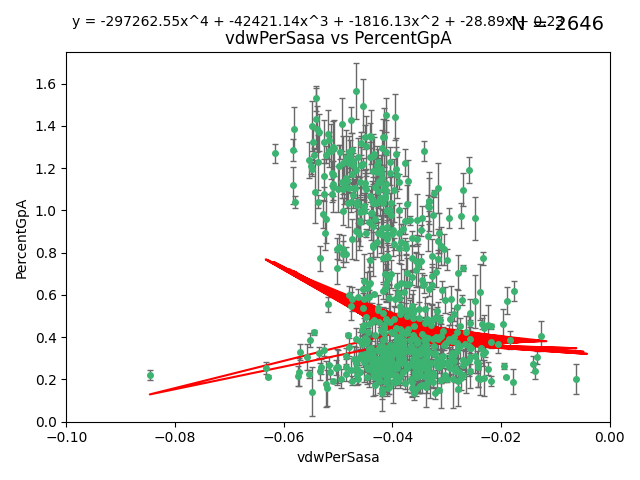 y = -297262.55x^4 + -42421.14x^3 + -1816.13x^2 + -28.89x + 0.23
N = 2646
vdwPerSasa vs PercentGpA
1.6
1.4
1.2
1.0
0.8
0.6
0.4
0.2
0.0
PercentGpA
−0.10 −0.08 −0.06 −0.04 −0.02 0.00
vdwPerSasa